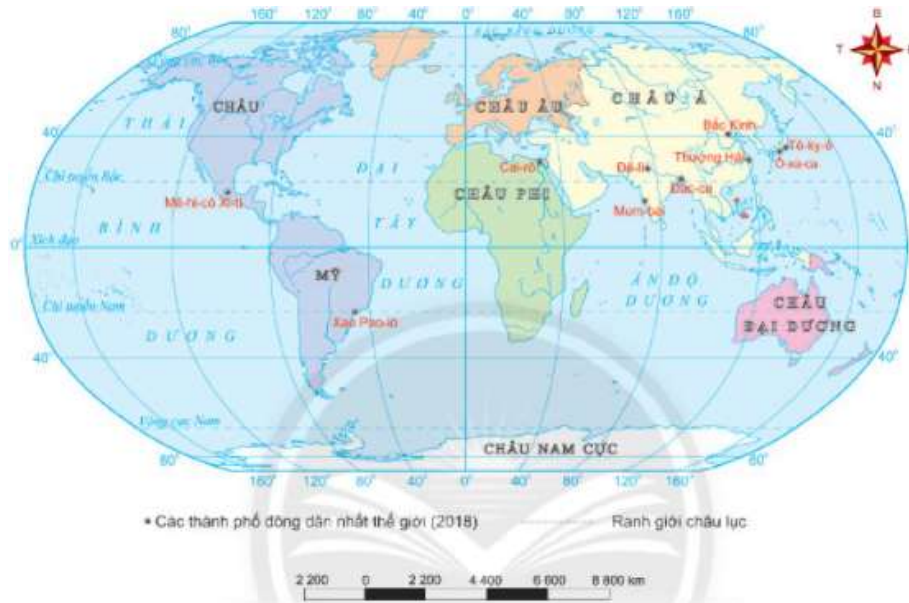 160° 120° 80° 40° 0° 40° 80° 120° 160°
80° 80°
B
T
N
CHÂU
CHÂU ÂU
CHÂU Á
40° 40°
THÁI
Bắc Kinh
Tô-ky-ô
Ô-xa-ca
Thượng Hải
ĐẠI
Cai-rô
Đê-li
Chí tuyến Bắc
CHÂU PHI
Đắc-ca
Mê-hi-cô Xi-ti
Mum-bai
BÌNH
TÂY
Xích đạo
0° 0°
MỸ
DƯƠNG
ẤN ĐỘ
DƯƠNG
CHÂU
ĐẠI DƯƠNG
Chí tuyến Nam
Xao Pao-lô
DƯƠNG
40° 40°
Vòng cực Nam
CHÂU NAM CỰC
80° 80°
160° 120° 80° 40° 0° 40° 80° 120° 160°
Các thành phố đông dân nhất thế giới (2018) Ranh giới châu lục
2 200 0 2 200 4 400 6 600 8 800 km